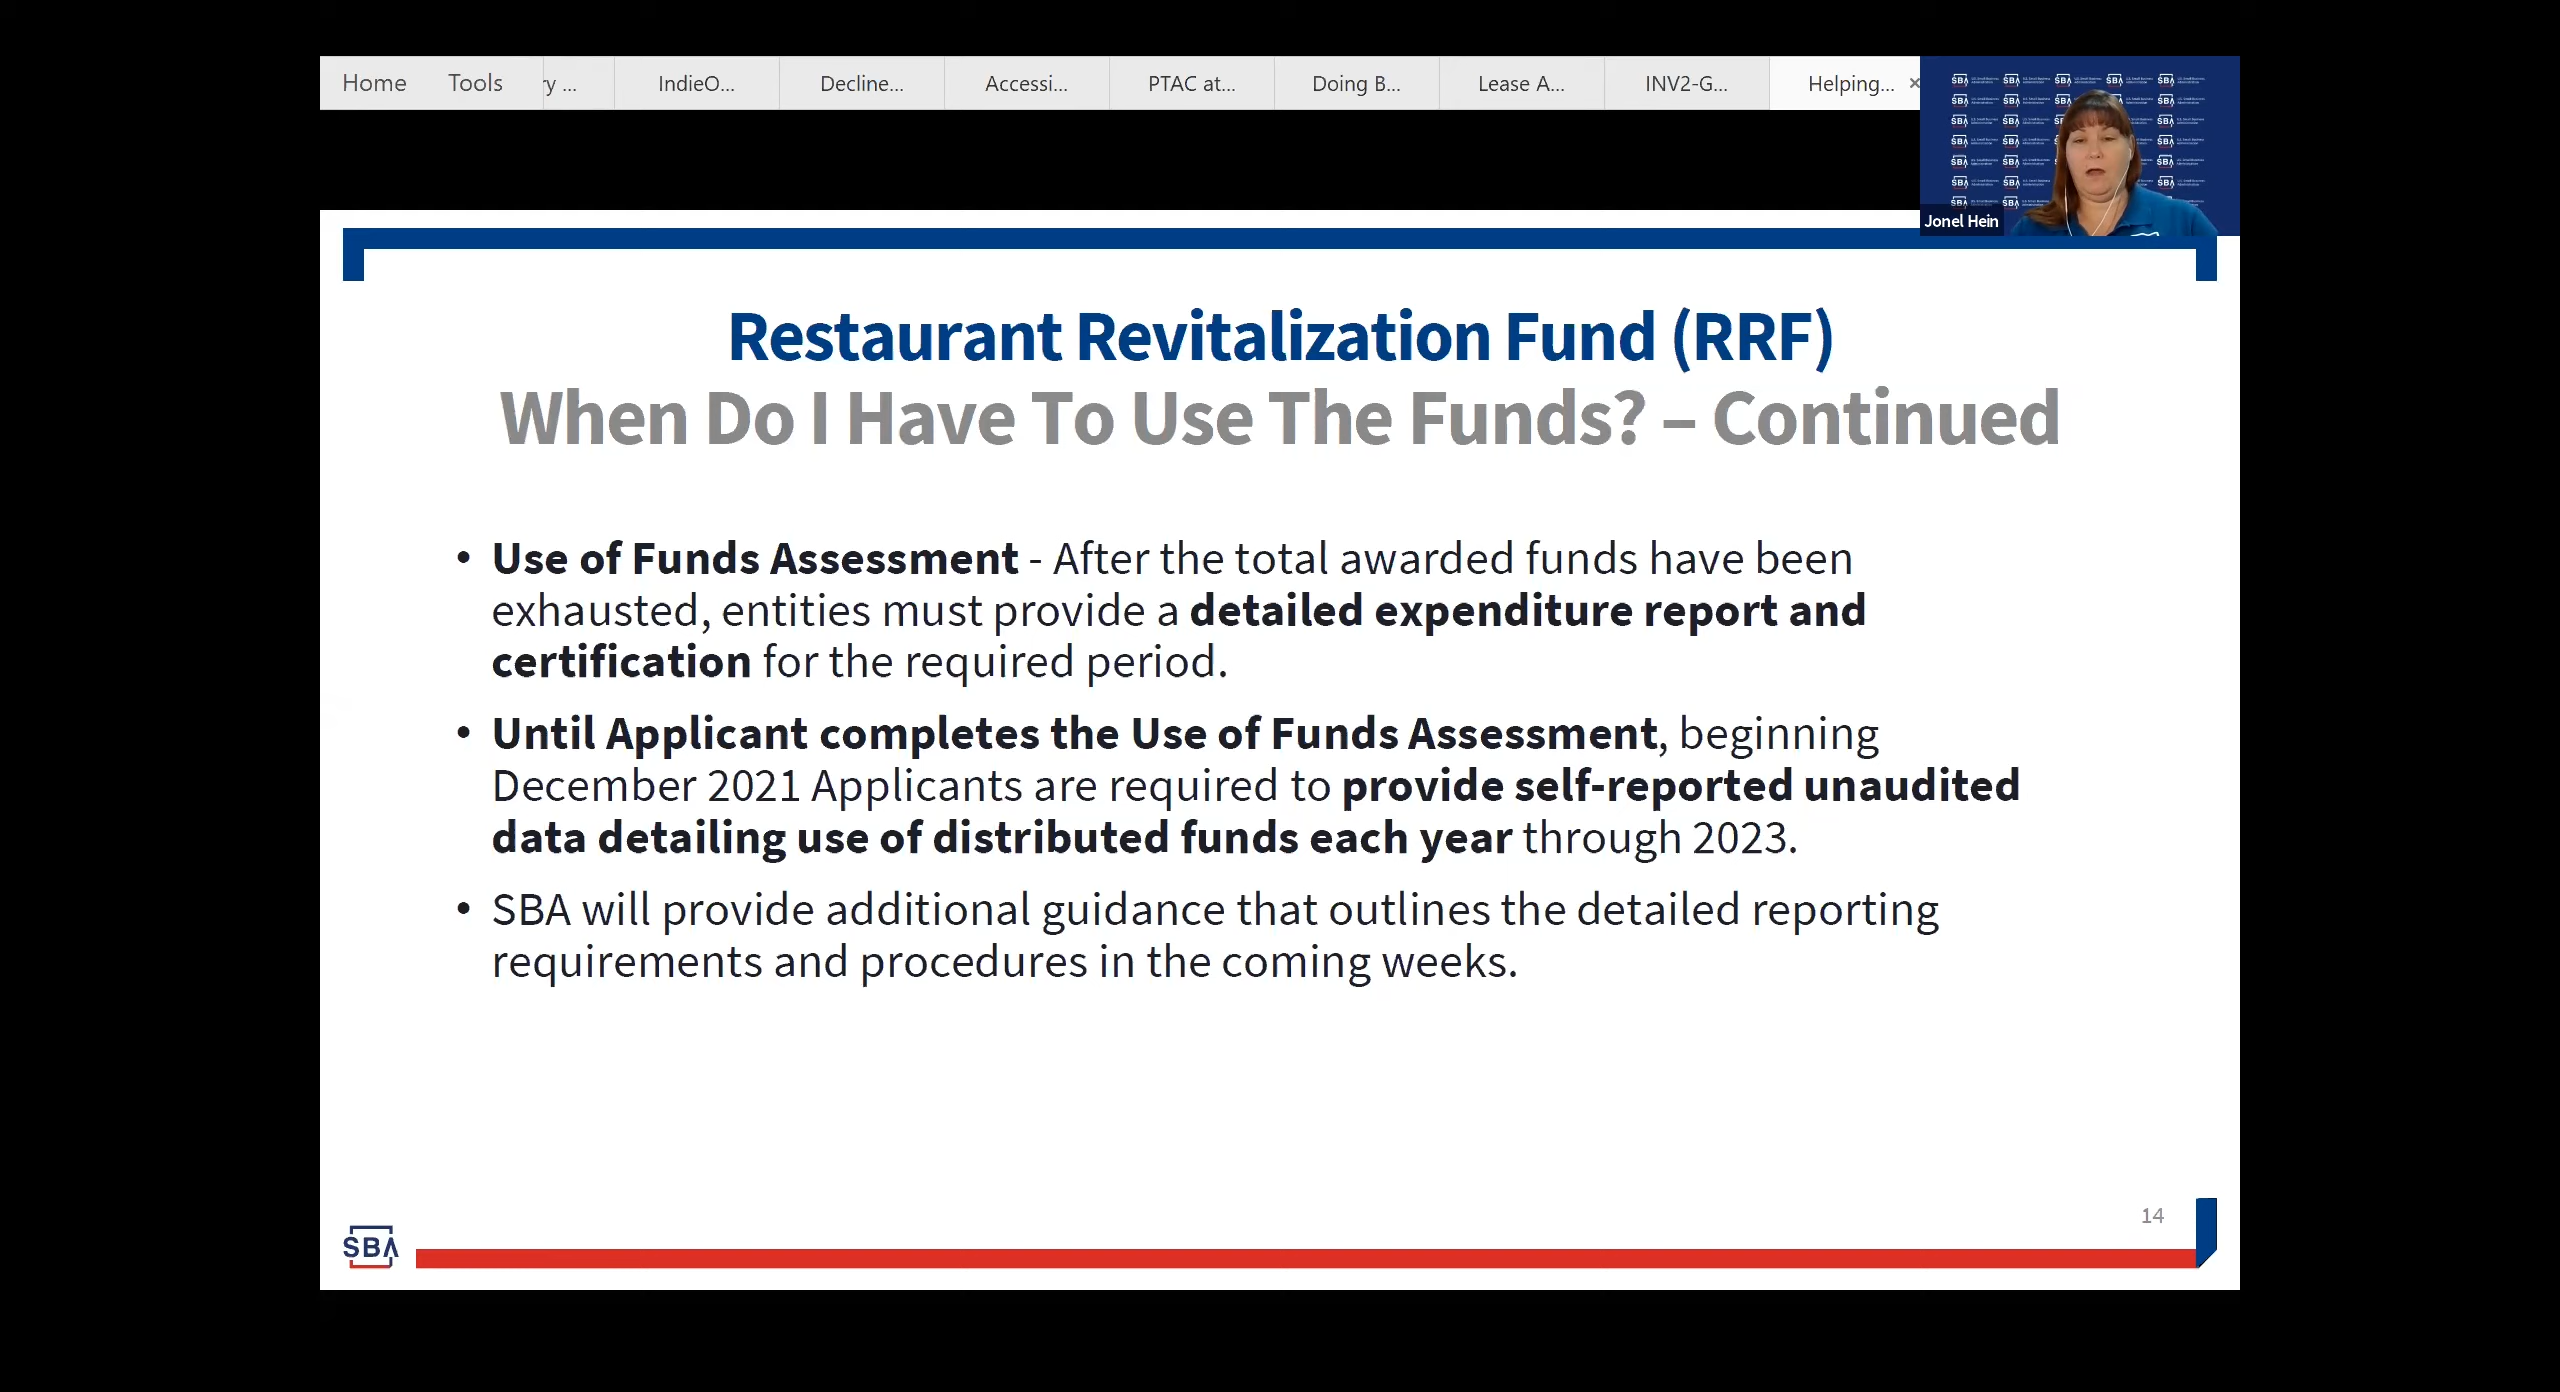 Home Tools ry ... IndieO... Decline... Accessi... PTAC at... Doing B... Lease A... INV2-G... Helping... ×
SBA
Jonel Hein
Restaurant Revitalization Fund (RRF)
When Do I Have To Use The Funds? – Continued
• Use of Funds Assessment - After the total awarded funds have been
exhausted, entities must provide a detailed expenditure report and
certification for the required period.
• Until Applicant completes the Use of Funds Assessment, beginning
December 2021 Applicants are required to provide self-reported unaudited
data detailing use of distributed funds each year through 2023.
• SBA will provide additional guidance that outlines the detailed reporting
requirements and procedures in the coming weeks.
14
SBA